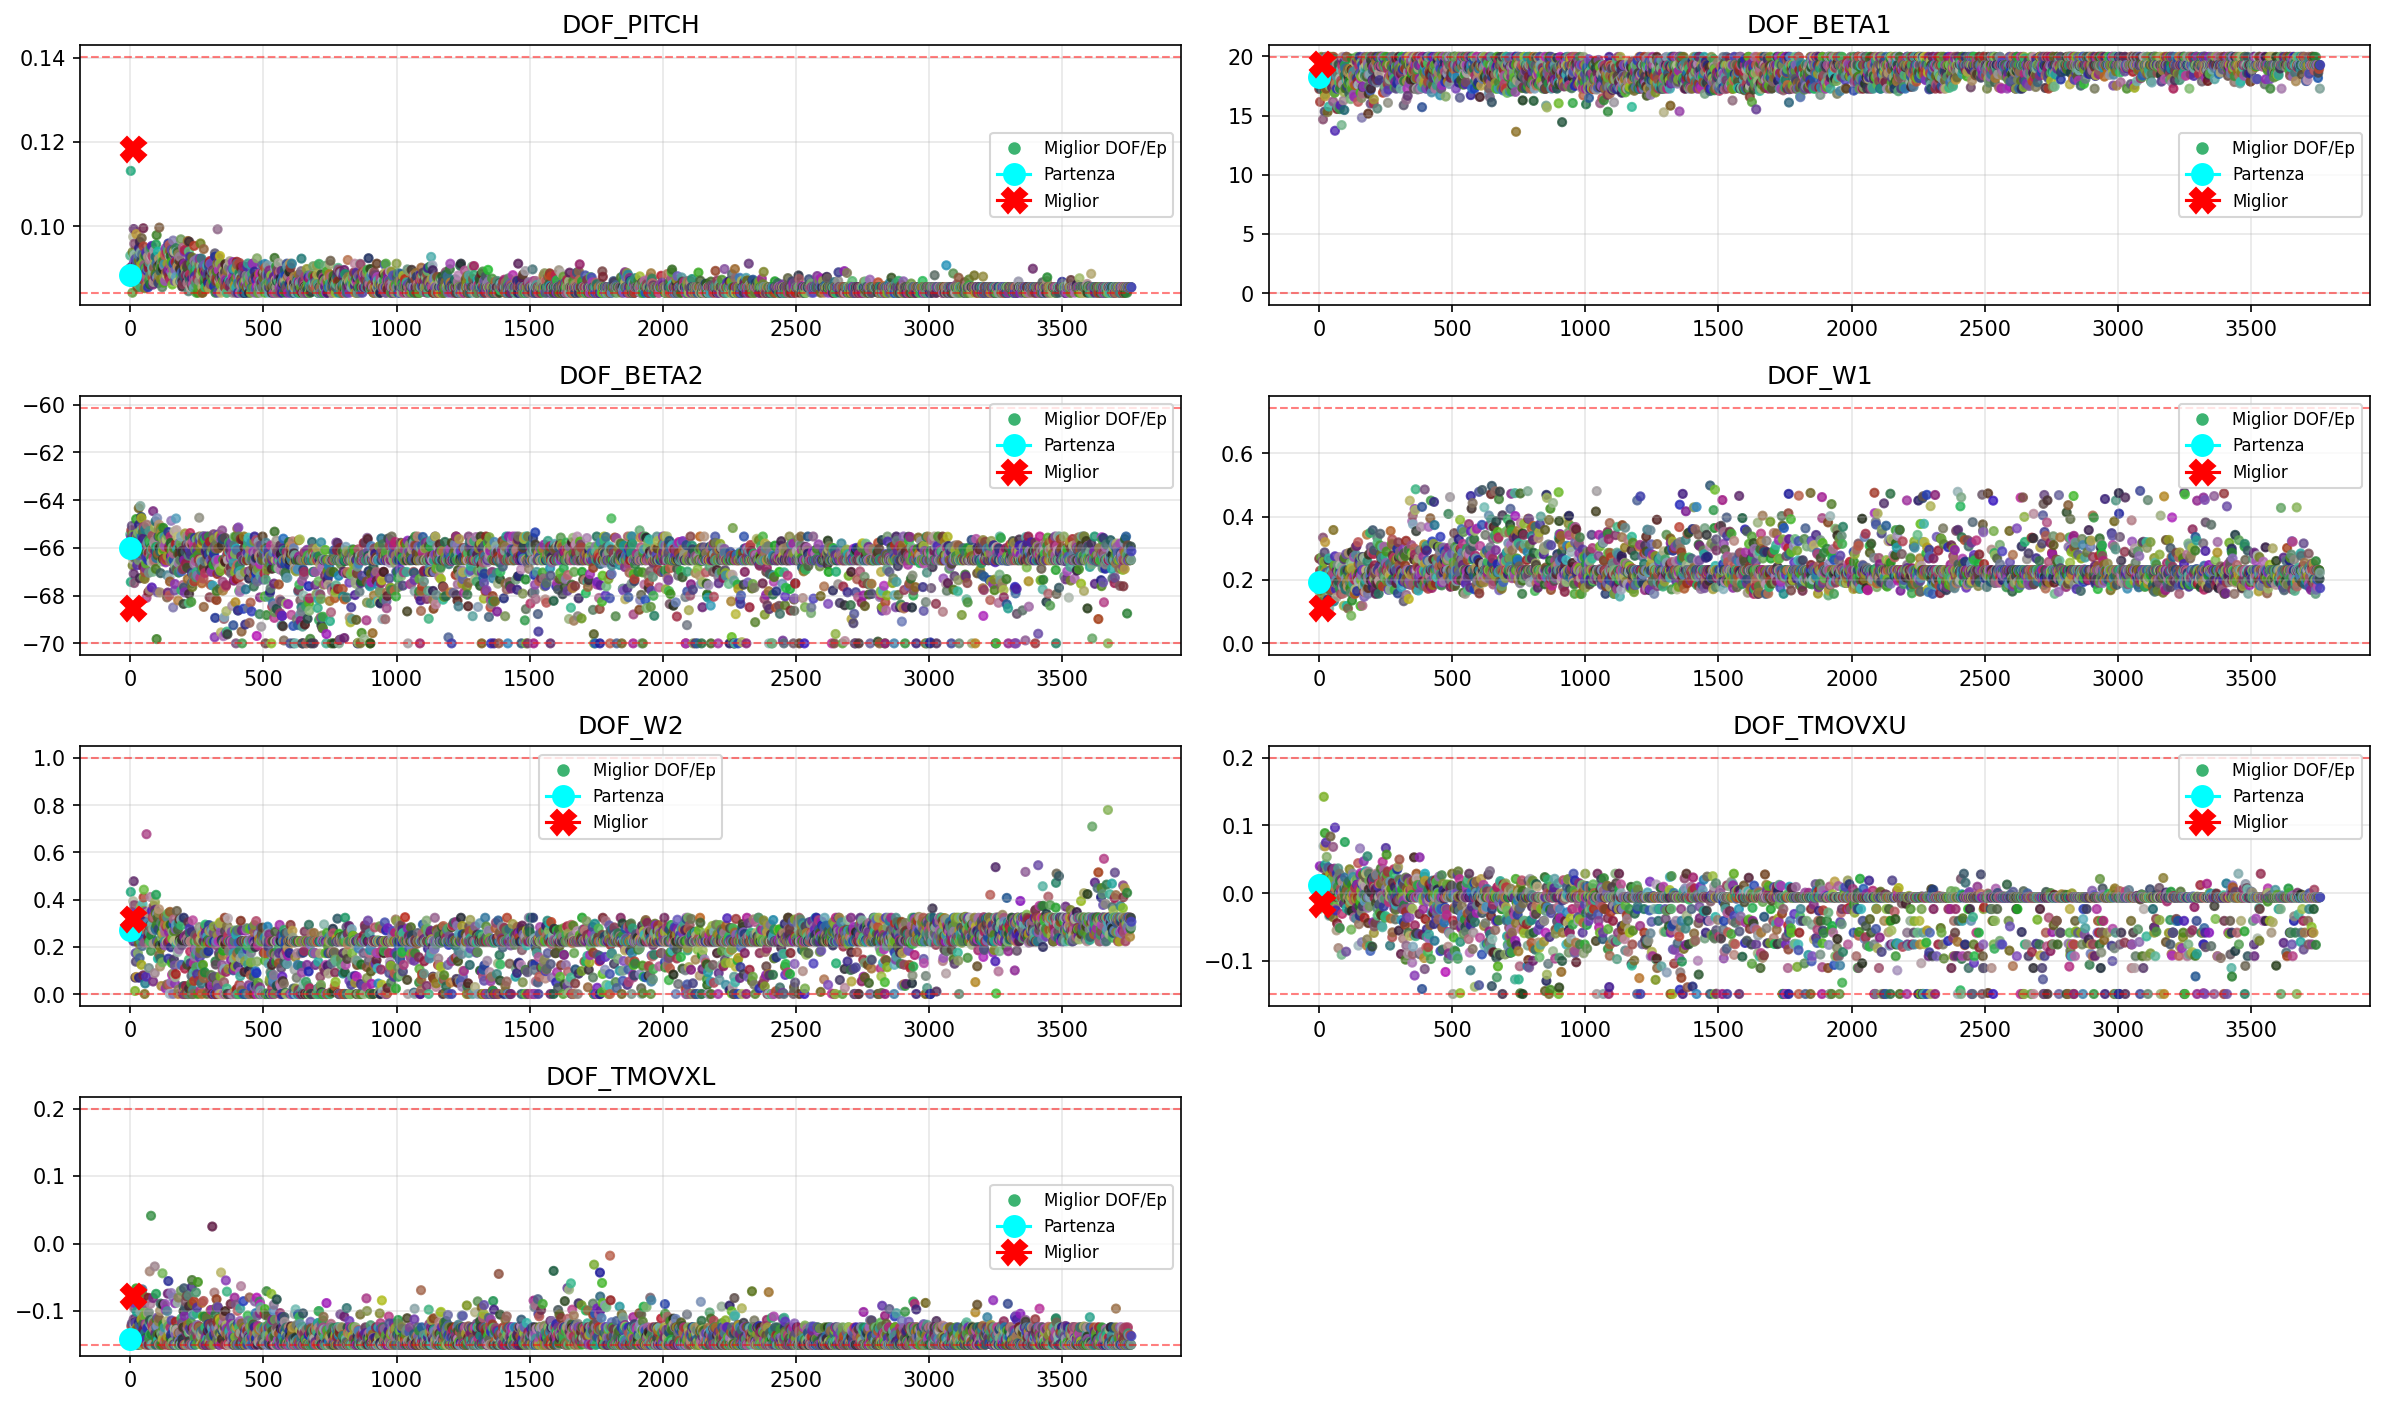 DOF_PITCH
0.14
0.12
0.10
Miglior DOF/Ep
Partenza
Miglior
0 500 1000 1500 2000 2500 3000 3500
DOF_BETA1
20
15
10
5
0
Miglior DOF/Ep
Partenza
Miglior
0 500 1000 1500 2000 2500 3000 3500
DOF_BETA2
−60
−62
−64
−66
−68
−70
Miglior DOF/Ep
Partenza
Miglior
0 500 1000 1500 2000 2500 3000 3500
DOF_W1
0.6
0.4
0.2
0.0
Miglior DOF/Ep
Partenza
Miglior
0 500 1000 1500 2000 2500 3000 3500
DOF_W2
1.0
0.8
0.6
0.4
0.2
0.0
Miglior DOF/Ep
Partenza
Miglior
0 500 1000 1500 2000 2500 3000 3500
DOF_TMOVXU
0.2
0.1
0.0
−0.1
Miglior DOF/Ep
Partenza
Miglior
0 500 1000 1500 2000 2500 3000 3500
DOF_TMOVXL
0.2
0.1
0.0
−0.1
Miglior DOF/Ep
Partenza
Miglior
0 500 1000 1500 2000 2500 3000 3500